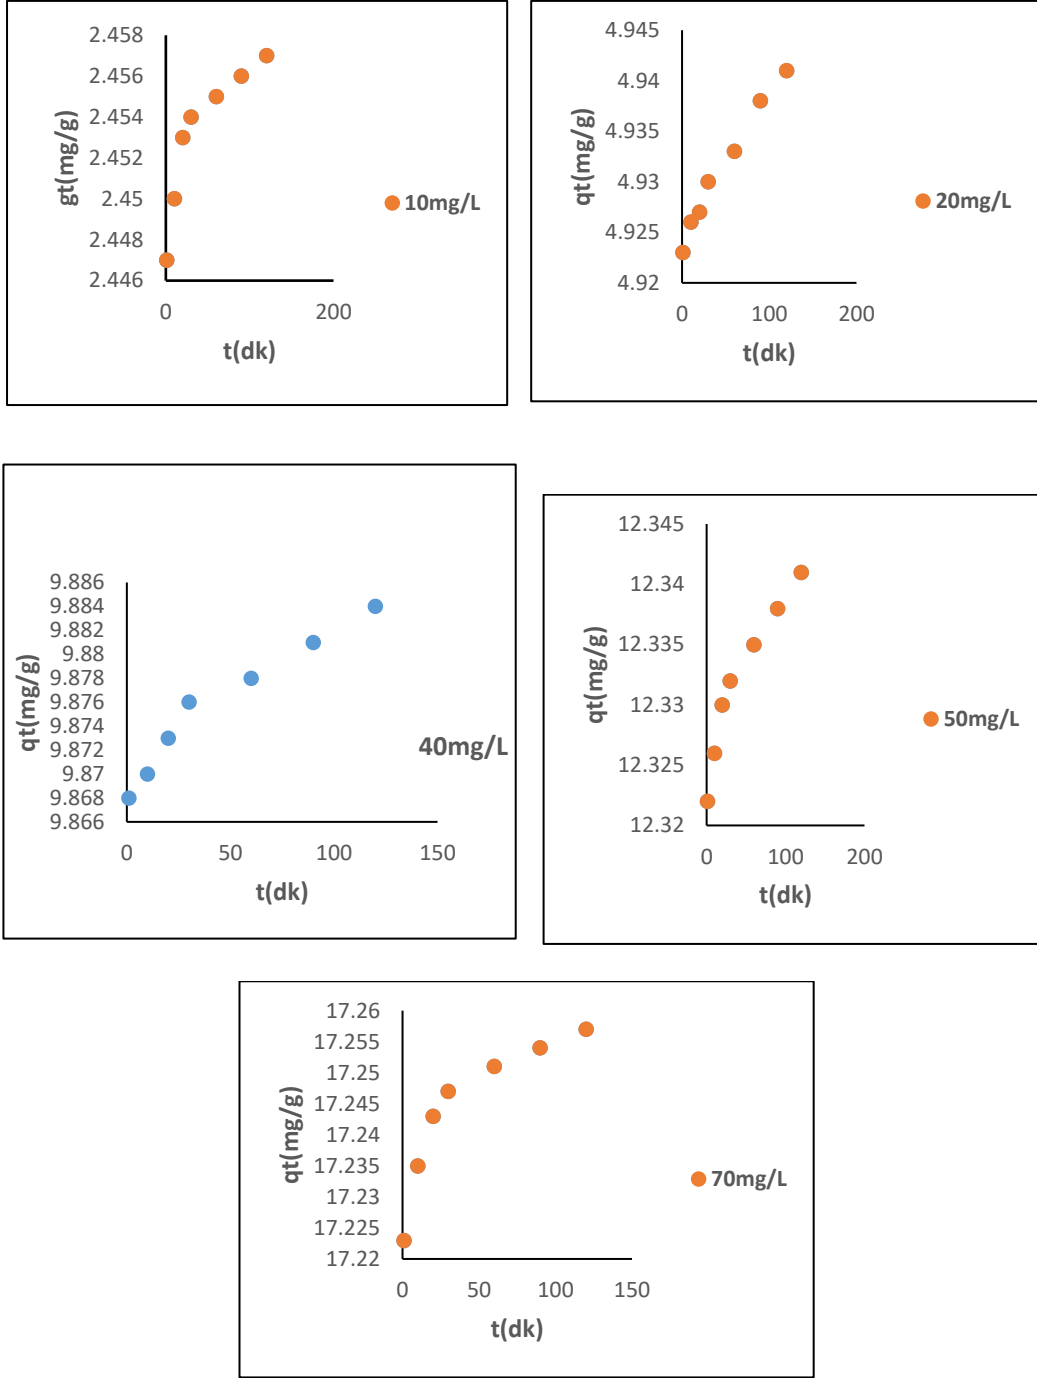 2.458
2.456
2.454
2.452
2.45
2.448
2.446
gt(mg/g)
0 200
t(dk)
10mg/L
4.945
4.94
4.935
4.93
4.925
4.92
qt(mg/g)
0 100 200
t(dk)
20mg/L
9.886
9.884
9.882
9.88
9.878
9.876
9.874
9.872
9.87
9.868
9.866
qt(mg/g)
0 50 100 150
t(dk)
40mg/L
12.345
12.34
12.335
12.33
12.325
12.32
qt(mg/g)
0 100 200
t(dk)
50mg/L
17.26
17.255
17.25
17.245
17.24
17.235
17.23
17.225
17.22
qt(mg/g)
0 50 100 150
t(dk)
70mg/L